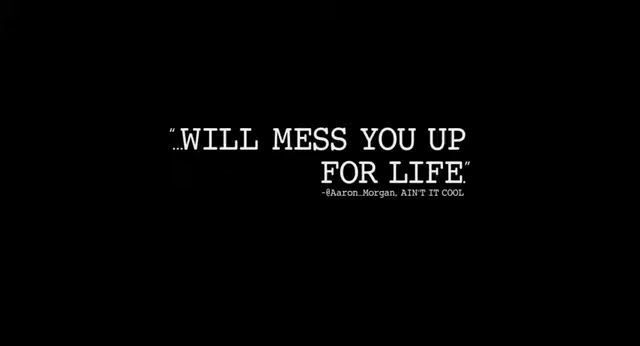 “...WILL MESS YOU UP
FOR LIFE.”
-@Aaron_Morgan, AIN'T IT COOL